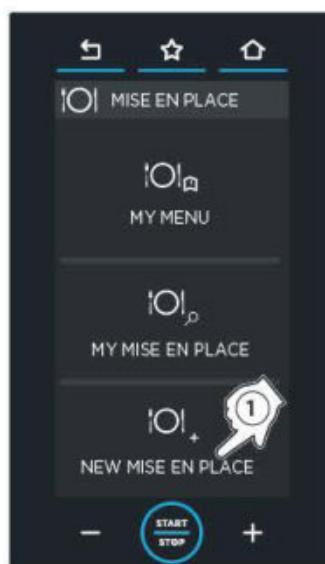 MISE EN PLACE
MY MENU
MY MISE EN PLACE
1
NEW MISE EN PLACE
START
STOP